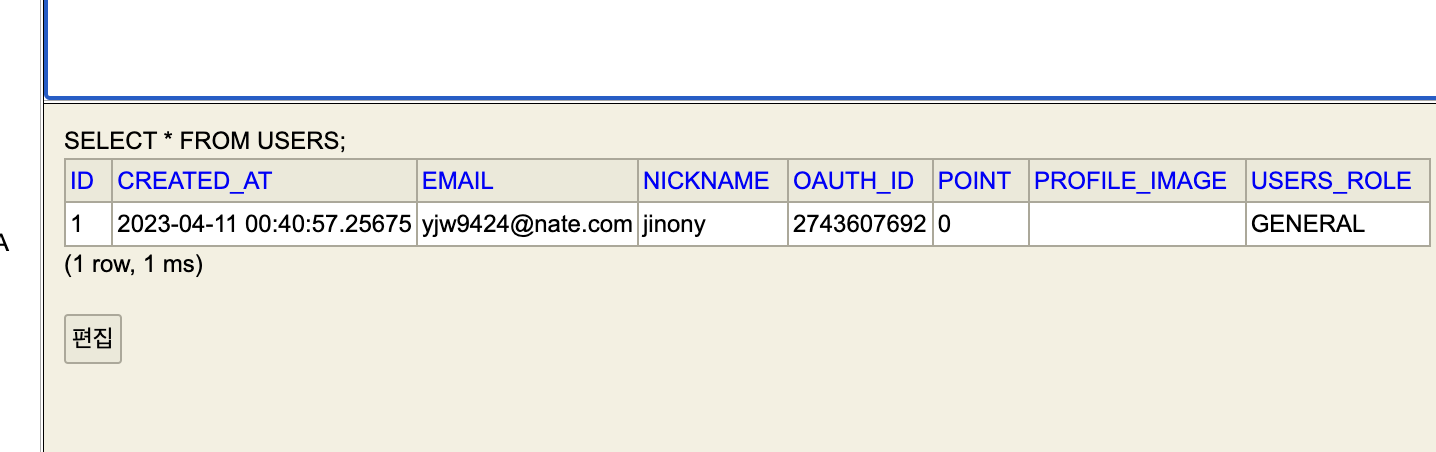 SELECT * FROM USERS;
ID CREATED_AT EMAIL NICKNAME OAUTH_ID POINT PROFILE_IMAGE USERS_ROLE
1 2023-04-11 00:40:57.25675 yjw9424@nate.com jinony 2743607692 0 GENERAL
A
(1 row, 1 ms)
편집